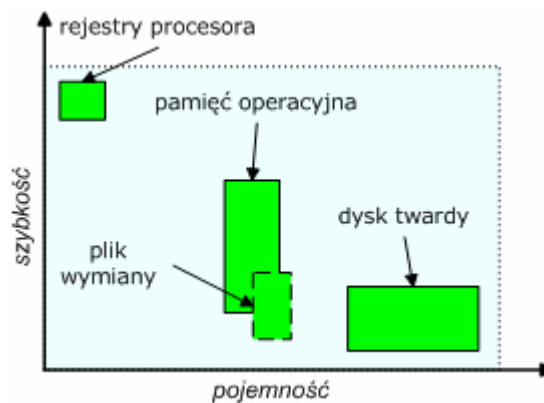 rejestry procesora
pamięć operacyjna
dysk twardy
plik
wymiany
szybkość
pojemność